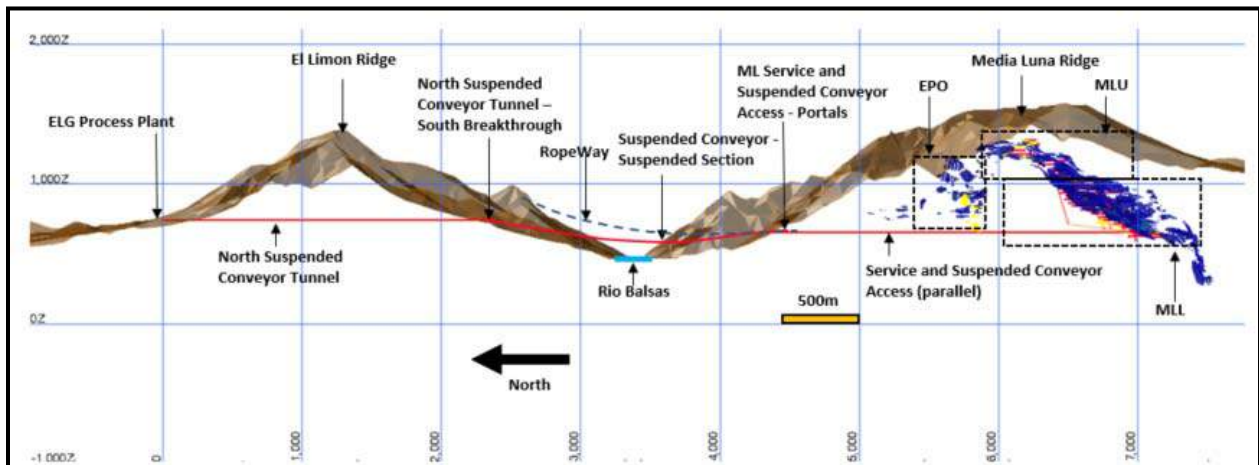 2,000Z
El Limon Ridge
ELG Process Plant
North Suspended
Conveyor Tunnel –
South Breakthrough
RopeWay
Suspended Conveyor -
Suspended Section
ML Service and
Suspended Conveyor
Access - Portals
EPO
Media Luna Ridge
MLU
1,000Z
North Suspended
Conveyor Tunnel
Rio Balsas
Service and Suspended Conveyor
Access (parallel)
MLL
500m
0Z
North
-1,000Z
0
1,000
2,000
3,000
4,000
5,000
6,000
7,000